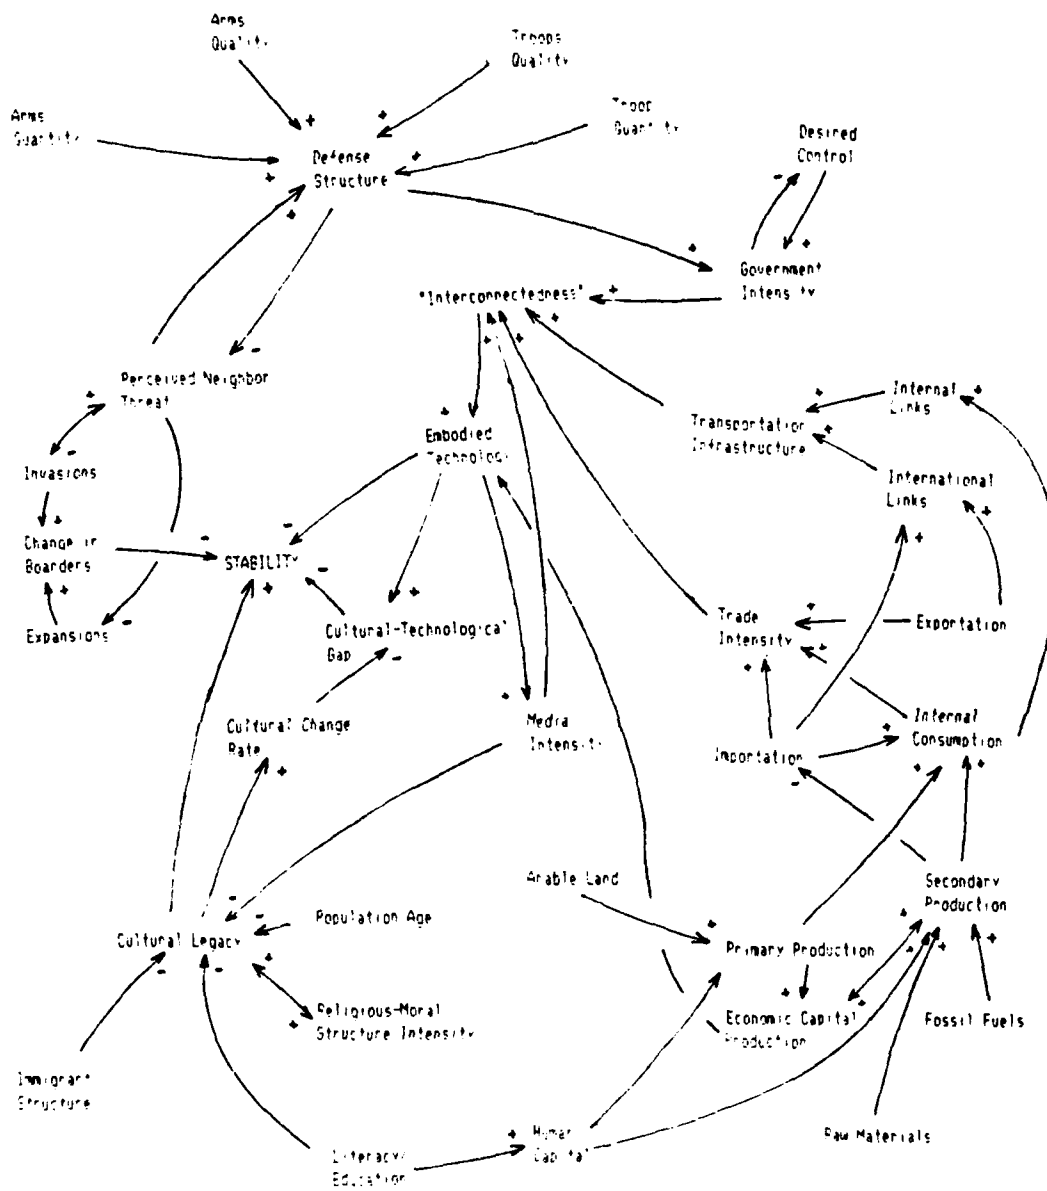 Arms
Quality
Troops
Quality
Arms
Quantity
Troop
Quantity
Desired
Control
Defense
Structure
Government
Intensity
"Interconnectedness"
Perceived Neighbor
Threat
Internal
Links
Transportation
Infrastructure
Embodied
Technology
Invasions
International
Links
Change in
Boarders
STABILITY
Expansions
Cultural-Technological
Gap
Trade
Intensity
Exportation
Cultural Change
Rate
Media
Intensity
Internal
Consumption
Importation
Arable Land
Secondary
Production
Population Age
Cultural Legacy
Primary Production
Religious-Moral
Structure Intensity
Economic Capital
Production
Fossil Fuels
Immigrant
Structure
Human
Capital
Raw Materials
Literacy/
Education